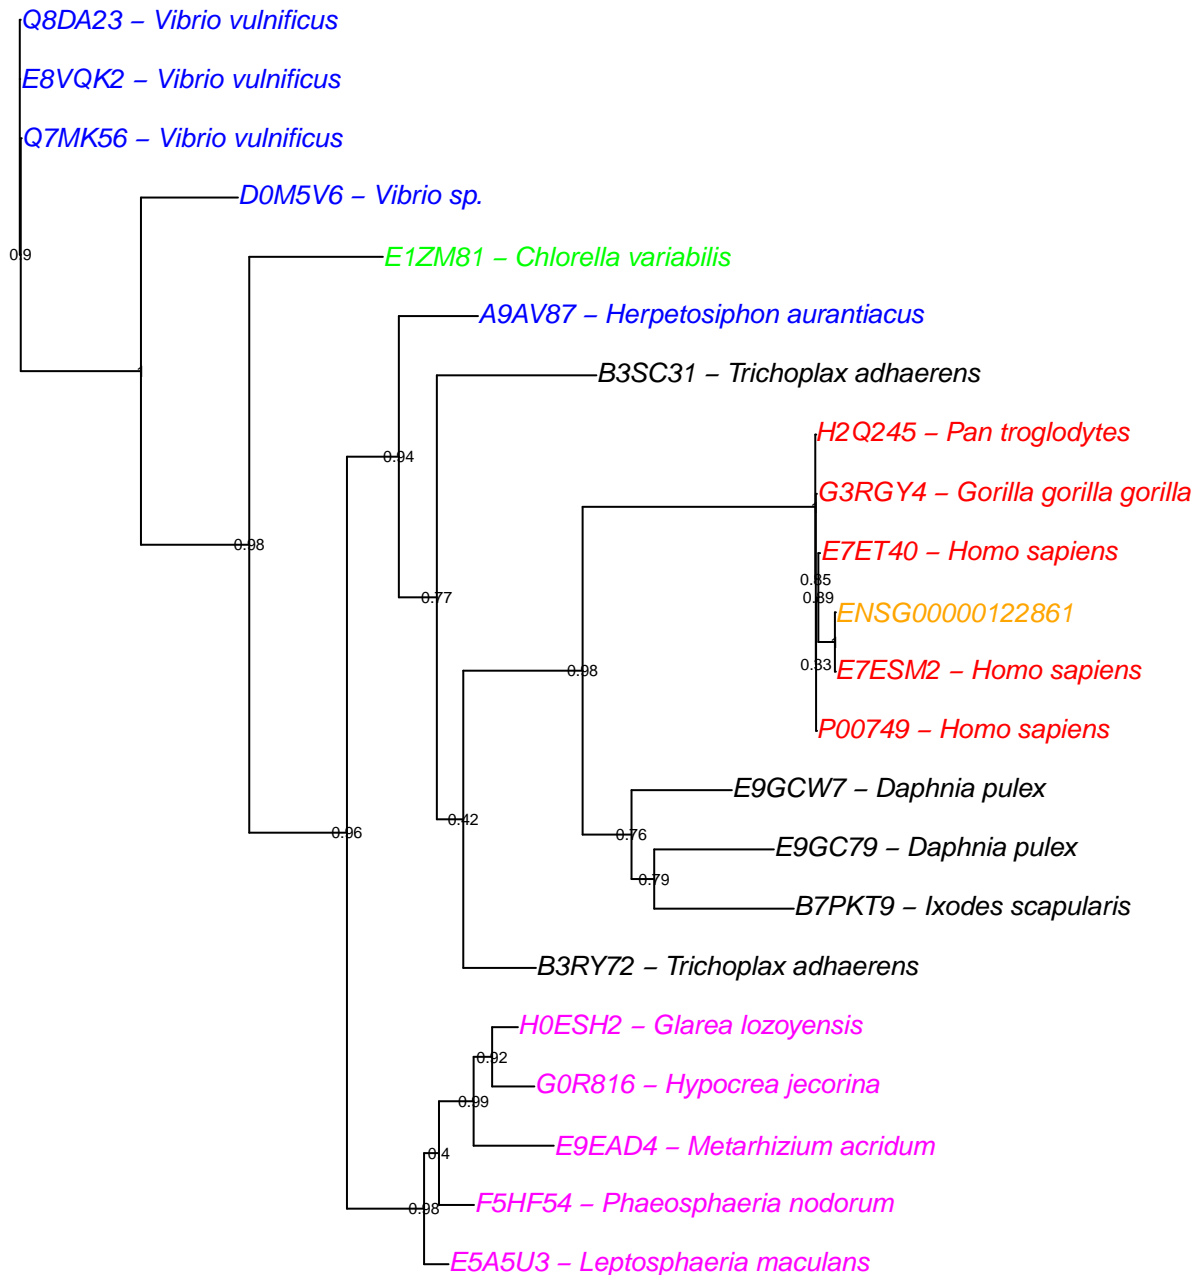 Q8DA23 – Vibrio vulnificus
E8VQK2 – Vibrio vulnificus
Q7MK56 – Vibrio vulnificus
D0M5V6 – Vibrio sp.
0.9
E1ZM81 – Chlorella variabilis
A9AV87 – Herpetosiphon aurantiacus
1
B3SC31 – Trichoplax adhaerens
H2Q245 – Pan troglodytes
0.94
G3RGY4 – Gorilla gorilla gorilla
1
0.98
E7ET40 – Homo sapiens
0.85
0.77
0.89
ENSG00000122861
1
0.98
0.33
E7ESM2 – Homo sapiens
P00749 – Homo sapiens
E9GCW7 – Daphnia pulex
0.96
0.42
0.76
E9GC79 – Daphnia pulex
0.79
B7PKT9 – Ixodes scapularis
B3RY72 – Trichoplax adhaerens
H0ESH2 – Glarea lozoyensis
0.92
G0R816 – Hypocrea jecorina
0.99
E9EAD4 – Metarhizium acridum
0.4
F5HF54 – Phaeosphaeria nodorum
0.98
E5A5U3 – Leptosphaeria maculans